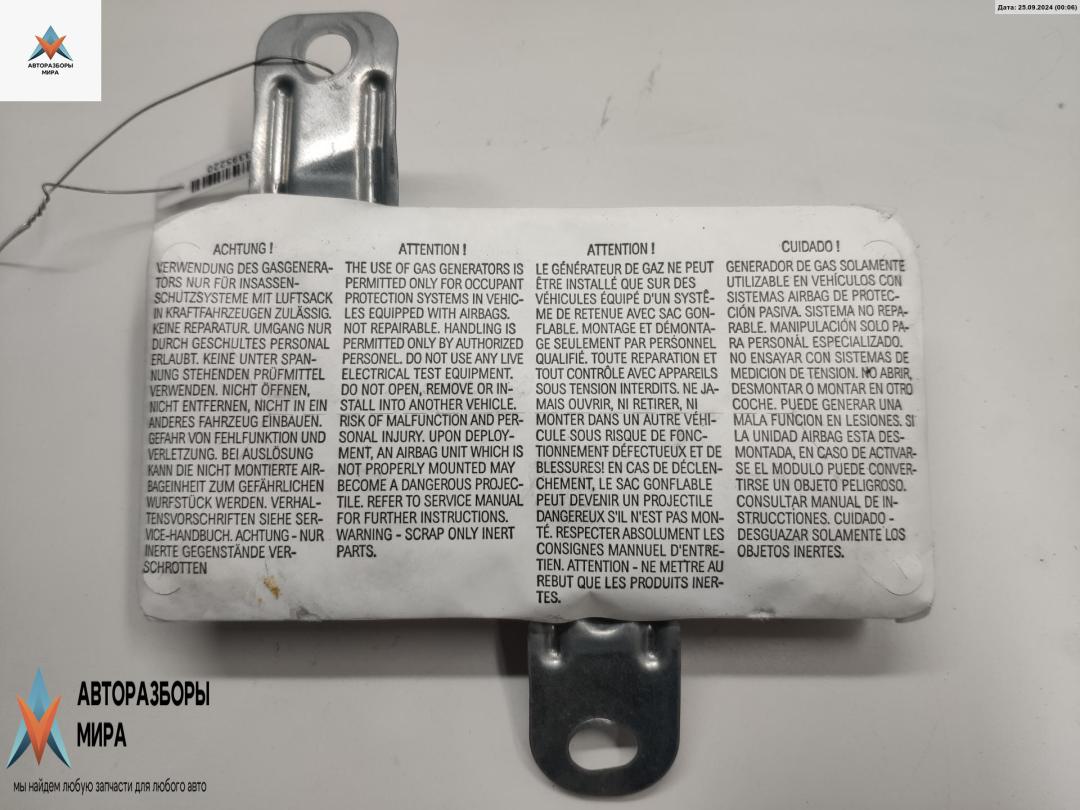 Дата: 25.09.2024 (00:06)
АВТОРАЗБОРЫ
МИРА
ACHTUNG !
VERWENDUNG DES GASGENERA-
TORS NUR FÜR INSASSEN-
SCHUTZSYSTEME MIT LUFTSACK
IN KRAFTFAHRZEUGEN ZULÄSSIG.
KEINE REPARATUR. UMGANG NUR
DURCH GESCHULTES PERSONAL
ERLAUBT. KEINE UNTER SPAN-
NUNG STEHENDEN PRÜFMITTEL
VERWENDEN. NICHT ÖFFNEN,
NICHT ENTFERNEN, NICHT IN EIN
ANDERES FAHRZEUG EINBAUEN.
GEFAHR VON FEHLFUNKTION UND
VERLETZUNG. BEI AUSLÖSUNG
KANN DIE NICHT MONTIERTE AIR-
BAGEINHEIT ZUM GEFÄHRLICHEN
WURFSTÜCK WERDEN. VERHAL-
TENSVORSCHRIFTEN SIEHE SER-
VICE-HANDBUCH. ACHTUNG - NUR
INERTE GEGENSTÄNDE VER-
SCHROTTEN
ATTENTION !
THE USE OF GAS GENERATORS IS
PERMITTED ONLY FOR OCCUPANT
PROTECTION SYSTEMS IN VEHIC-
LES EQUIPPED WITH AIRBAGS.
NOT REPAIRABLE. HANDLING IS
PERMITTED ONLY BY AUTHORIZED
PERSONEL. DO NOT USE ANY LIVE
ELECTRICAL TEST EQUIPMENT.
DO NOT OPEN, REMOVE OR IN-
STALL INTO ANOTHER VEHICLE.
RISK OF MALFUNCTION AND PER-
SONAL INJURY. UPON DEPLOY-
MENT, AN AIRBAG UNIT WHICH IS
NOT PROPERLY MOUNTED MAY
BECOME A DANGEROUS PROJEC-
TILE. REFER TO SERVICE MANUAL
FOR FURTHER INSTRUCTIONS.
WARNING - SCRAP ONLY INERT
PARTS.
ATTENTION !
LE GÉNÉRATEUR DE GAZ NE PEUT
ÊTRE INSTALLÉ QUE SUR DES
VÉHICULES ÉQUIPÉ D'UN SYSTÊ-
ME DE RETENUE AVEC SAC GON-
FLABLE. MONTAGE ET DÉMONTA-
GE SEULEMENT PAR PERSONNEL
QUALIFIÉ. TOUTE REPARATION ET
TOUT CONTRÔLE AVEC APPAREILS
SOUS TENSION INTERDITS. NE JA-
MAIS OUVRIR, NI RETIRER, NI
MONTER DANS UN AUTRE VÉHI-
CULE SOUS RISQUE DE FONC-
TIONNEMENT DÉFECTUEUX ET DE
BLESSURES! EN CAS DE DÉCLEN-
CHEMENT, LE SAC GONFLABLE
PEUT DEVENIR UN PROJECTILE
DANGEREUX S'IL N'EST PAS MON-
TÉ. RESPECTER ABSOLUMENT LES
CONSIGNES MANNUEL D'ENTRE-
TIEN. ATTENTION - NE METTRE AU
REBUT QUE LES PRODUITS INER-
TES.
CUIDADO !
GENERADOR DE GAS SOLAMENTE
UTILIZABLE EN VEHÍCULOS CON
SISTEMAS AIRBAG DE PROTEC-
CIÓN PASIVA. SISTEMA NO REPA-
RABLE. MANIPULACIÓN SOLO PA-
RA PERSONÁL ESPECIALIZADO.
NO ENSAYAR CON SISTEMAS DE
MEDICION DE TENSION. NO ABRIR,
DESMONTAR O MONTAR EN OTRO
COCHE. PUEDE GENERAR UNA
MALA FUNCION EN LESIONES. SI
LA UNIDAD AIRBAG ESTA DES-
MONTADA, EN CASO DE ACTIVAR-
SE EL MODULO PUEDE CONVER-
TIRSE UN OBJETO PELIGROSO.
CONSULTAR MANUAL DE IN-
STRUCCTIONES. CUIDADO -
DESGUAZAR SOLAMENTE LOS
OBJETOS INERTES.
АВТОРАЗБОРЫ
МИРА
мы найдем любую запчасти для любого авто